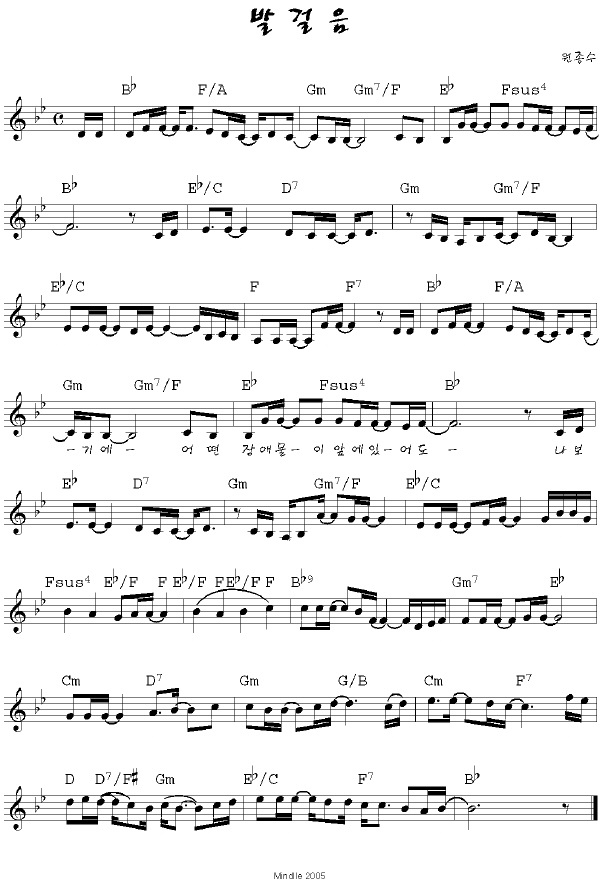 발 걸 음
원종수
B♭ F/A Gm Gm7/F E♭ Fsus4
B♭ E♭/C D7 Gm Gm7/F
E♭/C F F7 B♭ F/A
Gm Gm7/F E♭ Fsus4 B♭
-기에- 어 떤 장애물-이앞에있-어도- 나보
E♭ D7 Gm Gm7/F E♭/C
Fsus4 E♭/F F E♭/F F E♭/F F B♭9 Gm7 E♭
Cm D7 Gm G/B Cm F7
D D7/F# Gm E♭/C F7 B♭
Mindle 2005